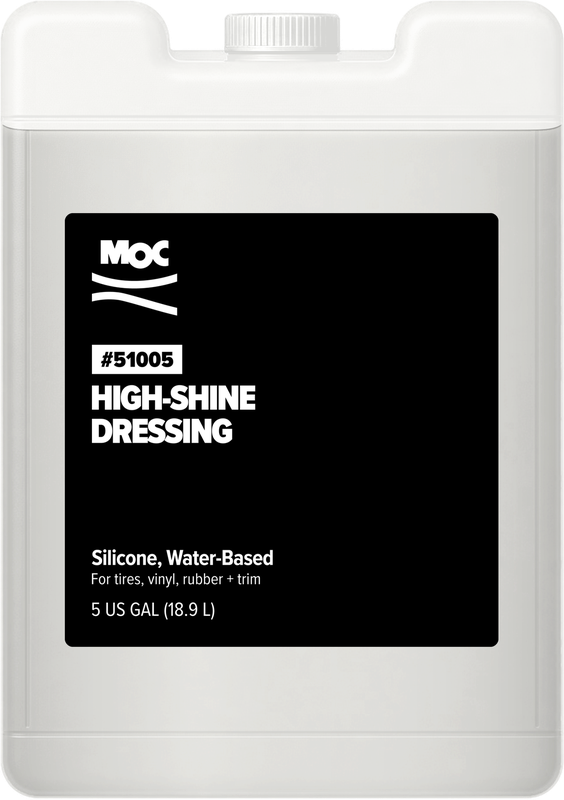 MOC
#51005
HIGH-SHINE
DRESSING
Silicone, Water-Based
For tires, vinyl, rubber + trim
5 US GAL (18.9 L)